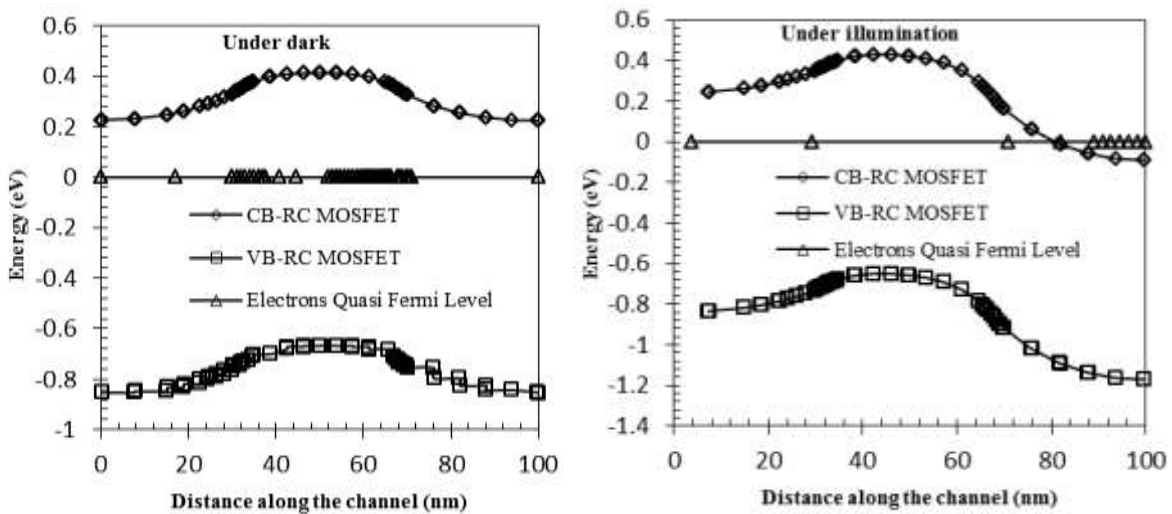 0.6
Under dark
0.4
0.2
0
-0.2
-0.4
-0.6
-0.8
-1
Energy (eV)
CB-RC MOSFET
VB-RC MOSFET
Electrons Quasi Fermi Level
0 20 40 60 80 100
Distance along the channel (nm)
0.6
Under illumination
0.4
0.2
0
-0.2
-0.4
-0.6
-0.8
-1
-1.2
-1.4
Energy (eV)
CB-RC MOSFET
VB-RC MOSFET
Electrons Quasi Fermi Level
0 20 40 60 80 100
Distance along the channel (nm)